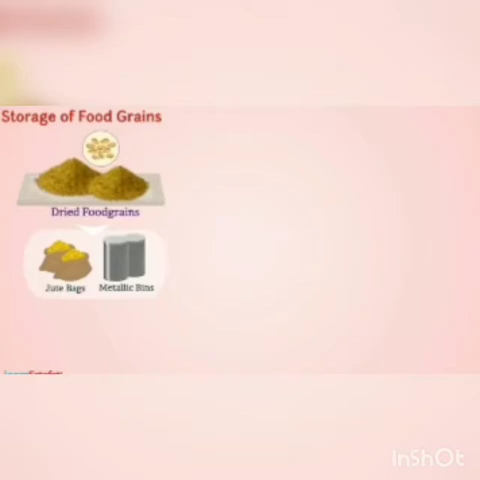 Storage of Food Grains
Dried Foodgrains
Jute Bags Metallic Bins
InShOt